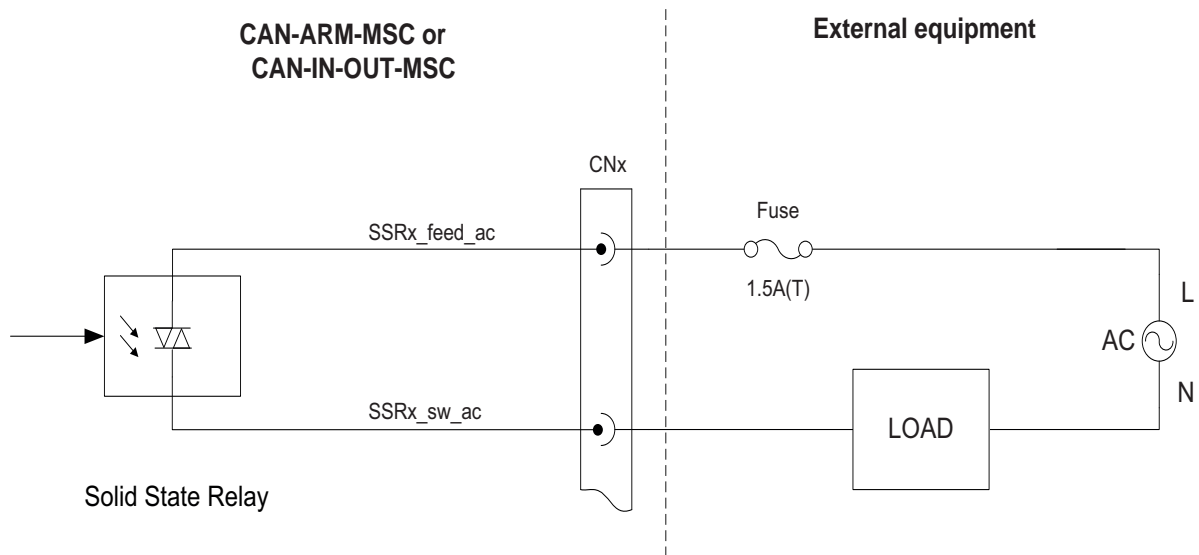 CAN-ARM-MSC or
CAN-IN-OUT-MSC
External equipment
CNx
Fuse
SSRx_feed_ac
1.5A(T)
L
AC
N
SSRx_sw_ac
LOAD
Solid State Relay